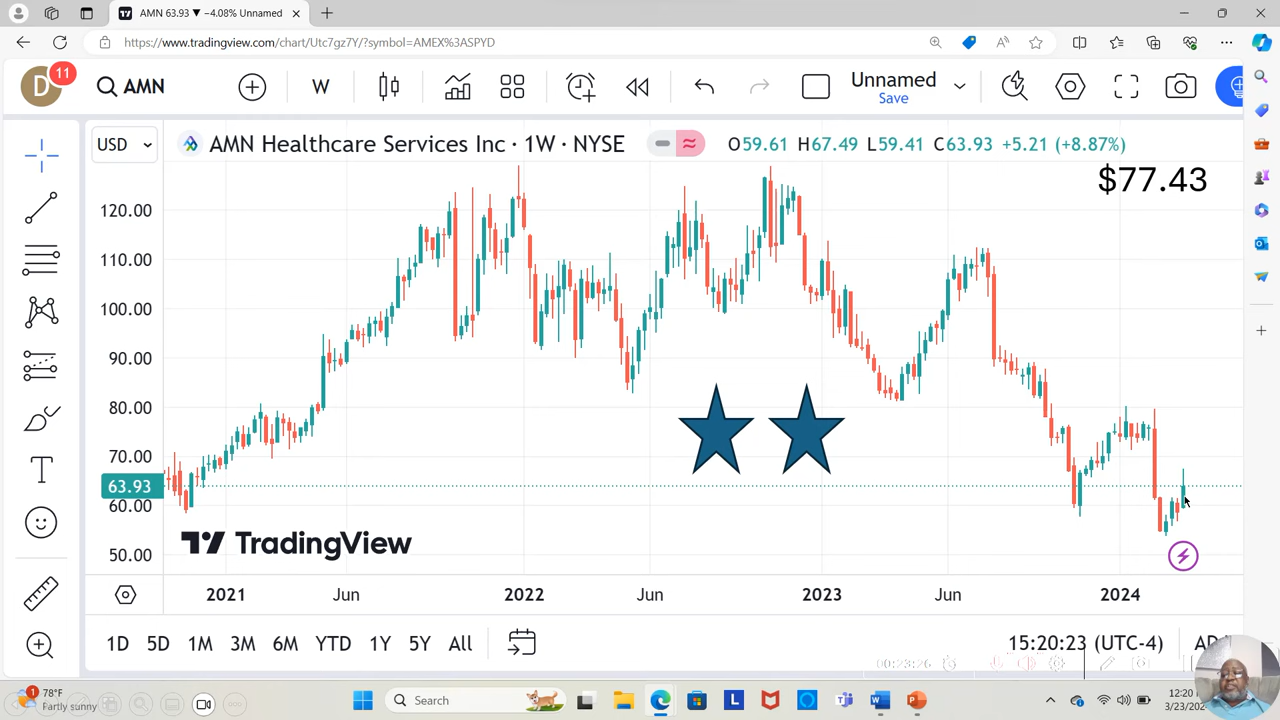 AMN 63.93 ▼ −4.08% Unnamed
https://www.tradingview.com/chart/Utc7gz7Y/?symbol=AMEX%3ASPYD
D
11
AMN
W
Unnamed
Save
USD
AMN Healthcare Services Inc · 1W · NYSE
O59.61 H67.49 L59.41 C63.93 +5.21 (+8.87%)
$77.43
120.00
110.00
100.00
90.00
80.00
70.00
63.93
60.00
50.00
TradingView
2021
Jun
2022
Jun
2023
Jun
2024
1D 5D 1M 3M 6M YTD 1Y 5Y All
15:20:23 (UTC-4)
00:23:26
1
78°F
Partly sunny
Search
12:20